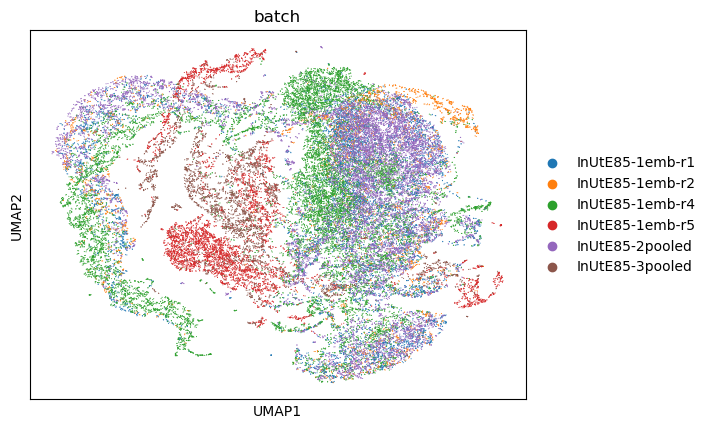 batch
UMAP2
UMAP1
InUtE85-1emb-r1
InUtE85-1emb-r2
InUtE85-1emb-r4
InUtE85-1emb-r5
InUtE85-2pooled
InUtE85-3pooled